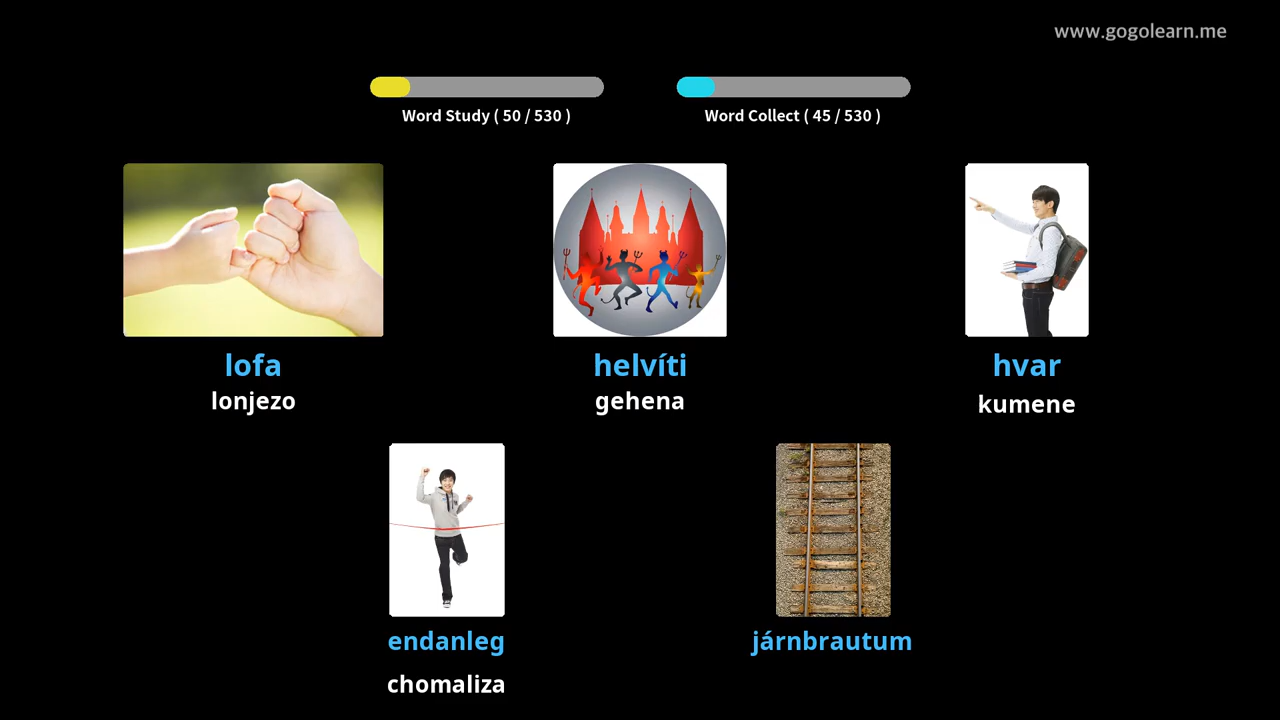 www.gogolearn.me
Word Study ( 50 / 530 )
Word Collect ( 45 / 530 )
lofa
lonjezo
helvíti
gehena
hvar
kumene
endanleg
chomaliza
járnbrautum